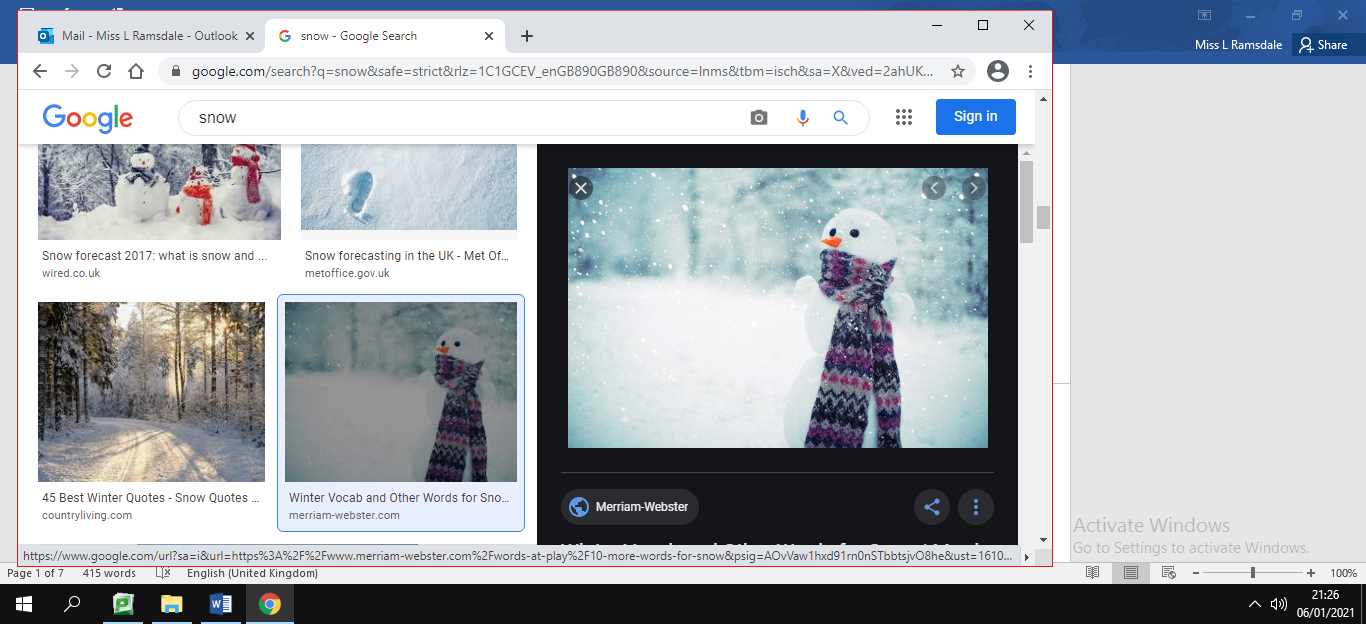 Mail - Miss L Ramsdale - Outlook
snow - Google Search
Miss L Ramsdale
Share
google.com/search?q=snow&safe=strict&rlz=1C1GCEV_enGB890GB890&source=lnms&tbm=isch&sa=X&ved=2ahUK...
Google
snow
Sign in
Snow forecast 2017: what is snow and ...
wired.co.uk
Snow forecasting in the UK - Met Of...
metoffice.gov.uk
45 Best Winter Quotes - Snow Quotes ...
countryliving.com
Winter Vocab and Other Words for Sno...
merriam-webster.com
Merriam-Webster
Activate Windows
Go to Settings to activate Windows.
https://www.google.com/url?sa=i&url=https%3A%2F%2Fwww.merriam-webster.com%2Fwords-at-play%2F10-more-words-for-snow&psig=AOvVaw1hxd91rn0nSTbbtsjvO8he&ust=1610...
Page 1 of 7
415 words
English (United Kingdom)
100%
21:26
06/01/2021